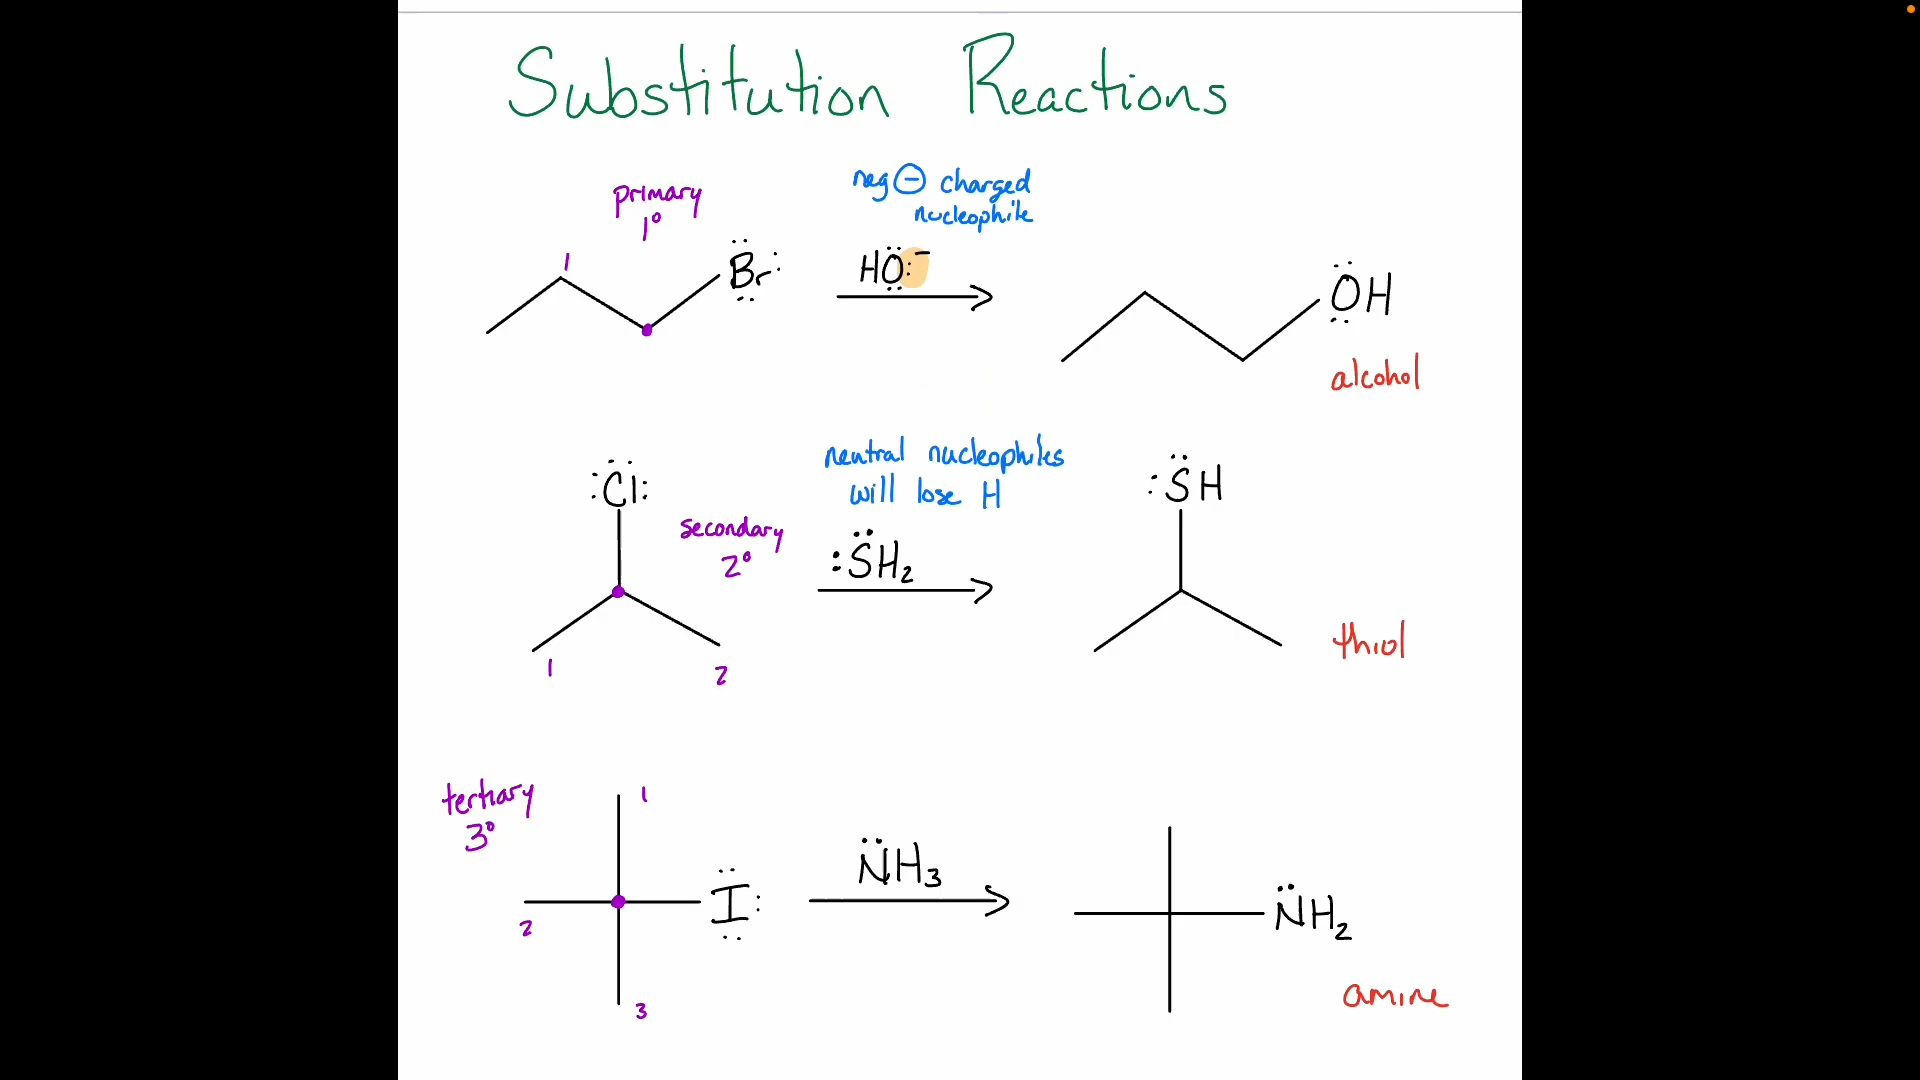 Substitution Reactions
primary
1°
neg ⊖ charged
nucleophile
1
Br
HO:⁻
OH
alcohol
Cl
secondary
2°
neutral nucleophiles
will lose H
:SH₂
:SH
1
2
thiol
tertiary
3°
1
2
3
I
NH₃
NH₂
amine